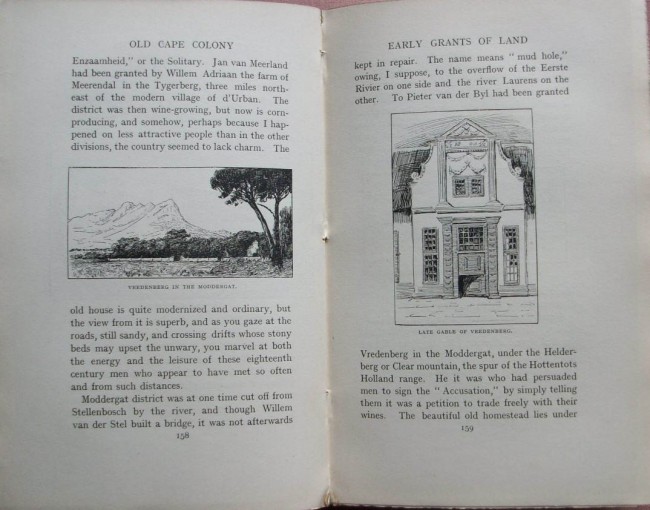 OLD CAPE COLONY
Enzaamheid," or the Solitary. Jan van Meerland
had been granted by Willem Adriaan the farm of
Meerendal in the Tygerberg, three miles north-
east of the modern village of d'Urban. The
district was then wine-growing, but now is corn-
producing, and somehow, perhaps because I hap-
pened on less attractive people than in the other
divisions, the country seemed to lack charm. The
VREDENBERG IN THE MODDERGAT.
old house is quite modernized and ordinary, but
the view from it is superb, and as you gaze at the
roads, still sandy, and crossing drifts whose stony
beds may upset the unwary, you marvel at both
the energy and the leisure of these eighteenth
century men who appear to have met so often
and from such distances.
Moddergat district was at one time cut off from
Stellenbosch by the river, and though Willem
van der Stel built a bridge, it was not afterwards
158
EARLY GRANTS OF LAND
kept in repair. The name means " mud hole,"
owing, I suppose, to the overflow of the Eerste
Rivier on one side and the river Laurens on the
other. To Pieter van der Byl had been granted
LATE GABLE OF VREDENBERG.
Vredenberg in the Moddergat, under the Helder-
berg or Clear mountain, the spur of the Hottentots
Holland range. He it was who had persuaded
men to sign the " Accusation," by simply telling
them it was a petition to trade freely with their
wines. The beautiful old homestead lies under
159